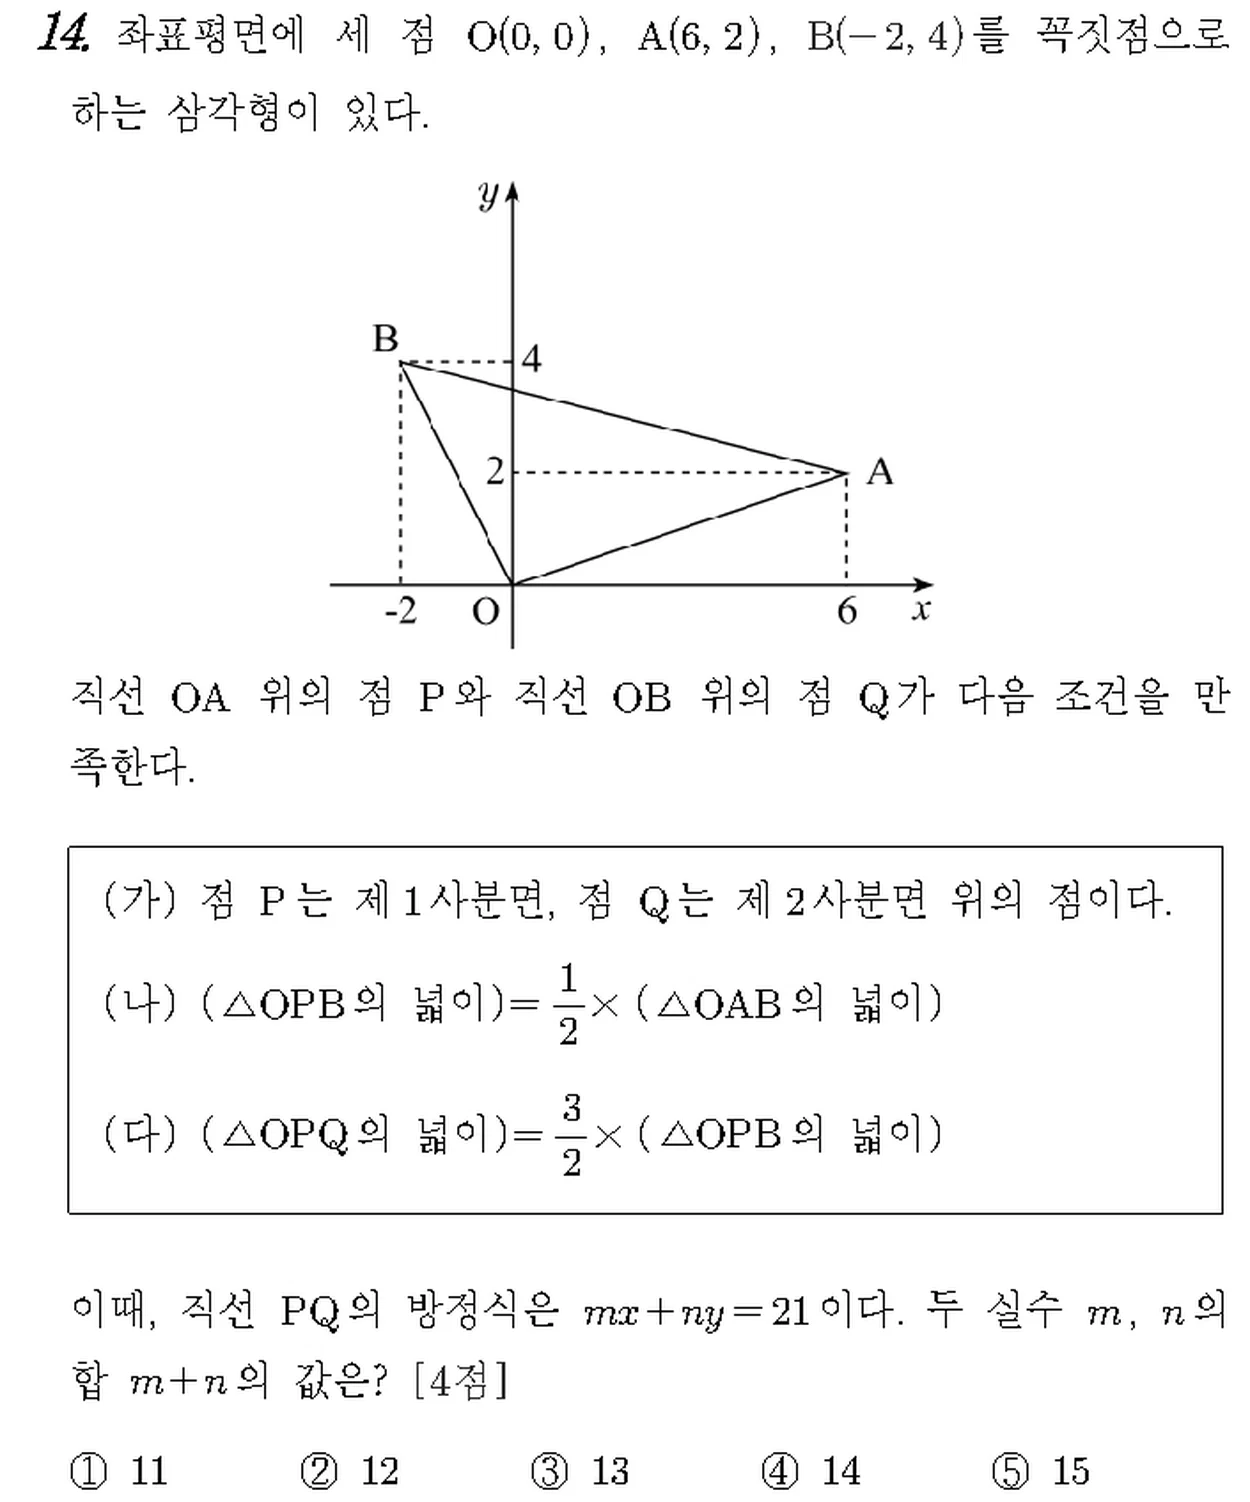 14. 좌표평면에 세 점 O(0, 0), A(6, 2), B(−2, 4)를 꼭짓점으로
하는 삼각형이 있다.
y
B
4
2
A
-2
O
6
x
직선 OA 위의 점 P와 직선 OB 위의 점 Q가 다음 조건을 만
족한다.
(가) 점 P는 제1사분면, 점 Q는 제2사분면 위의 점이다.
(나) (△OPB의 넓이)=1/2×(△OAB의 넓이)
(다) (△OPQ의 넓이)=3/2×(△OPB의 넓이)
이때, 직선 PQ의 방정식은 mx+ny=21이다. 두 실수 m, n의
합 m+n의 값은? [4점]
① 11 ② 12 ③ 13 ④ 14 ⑤ 15